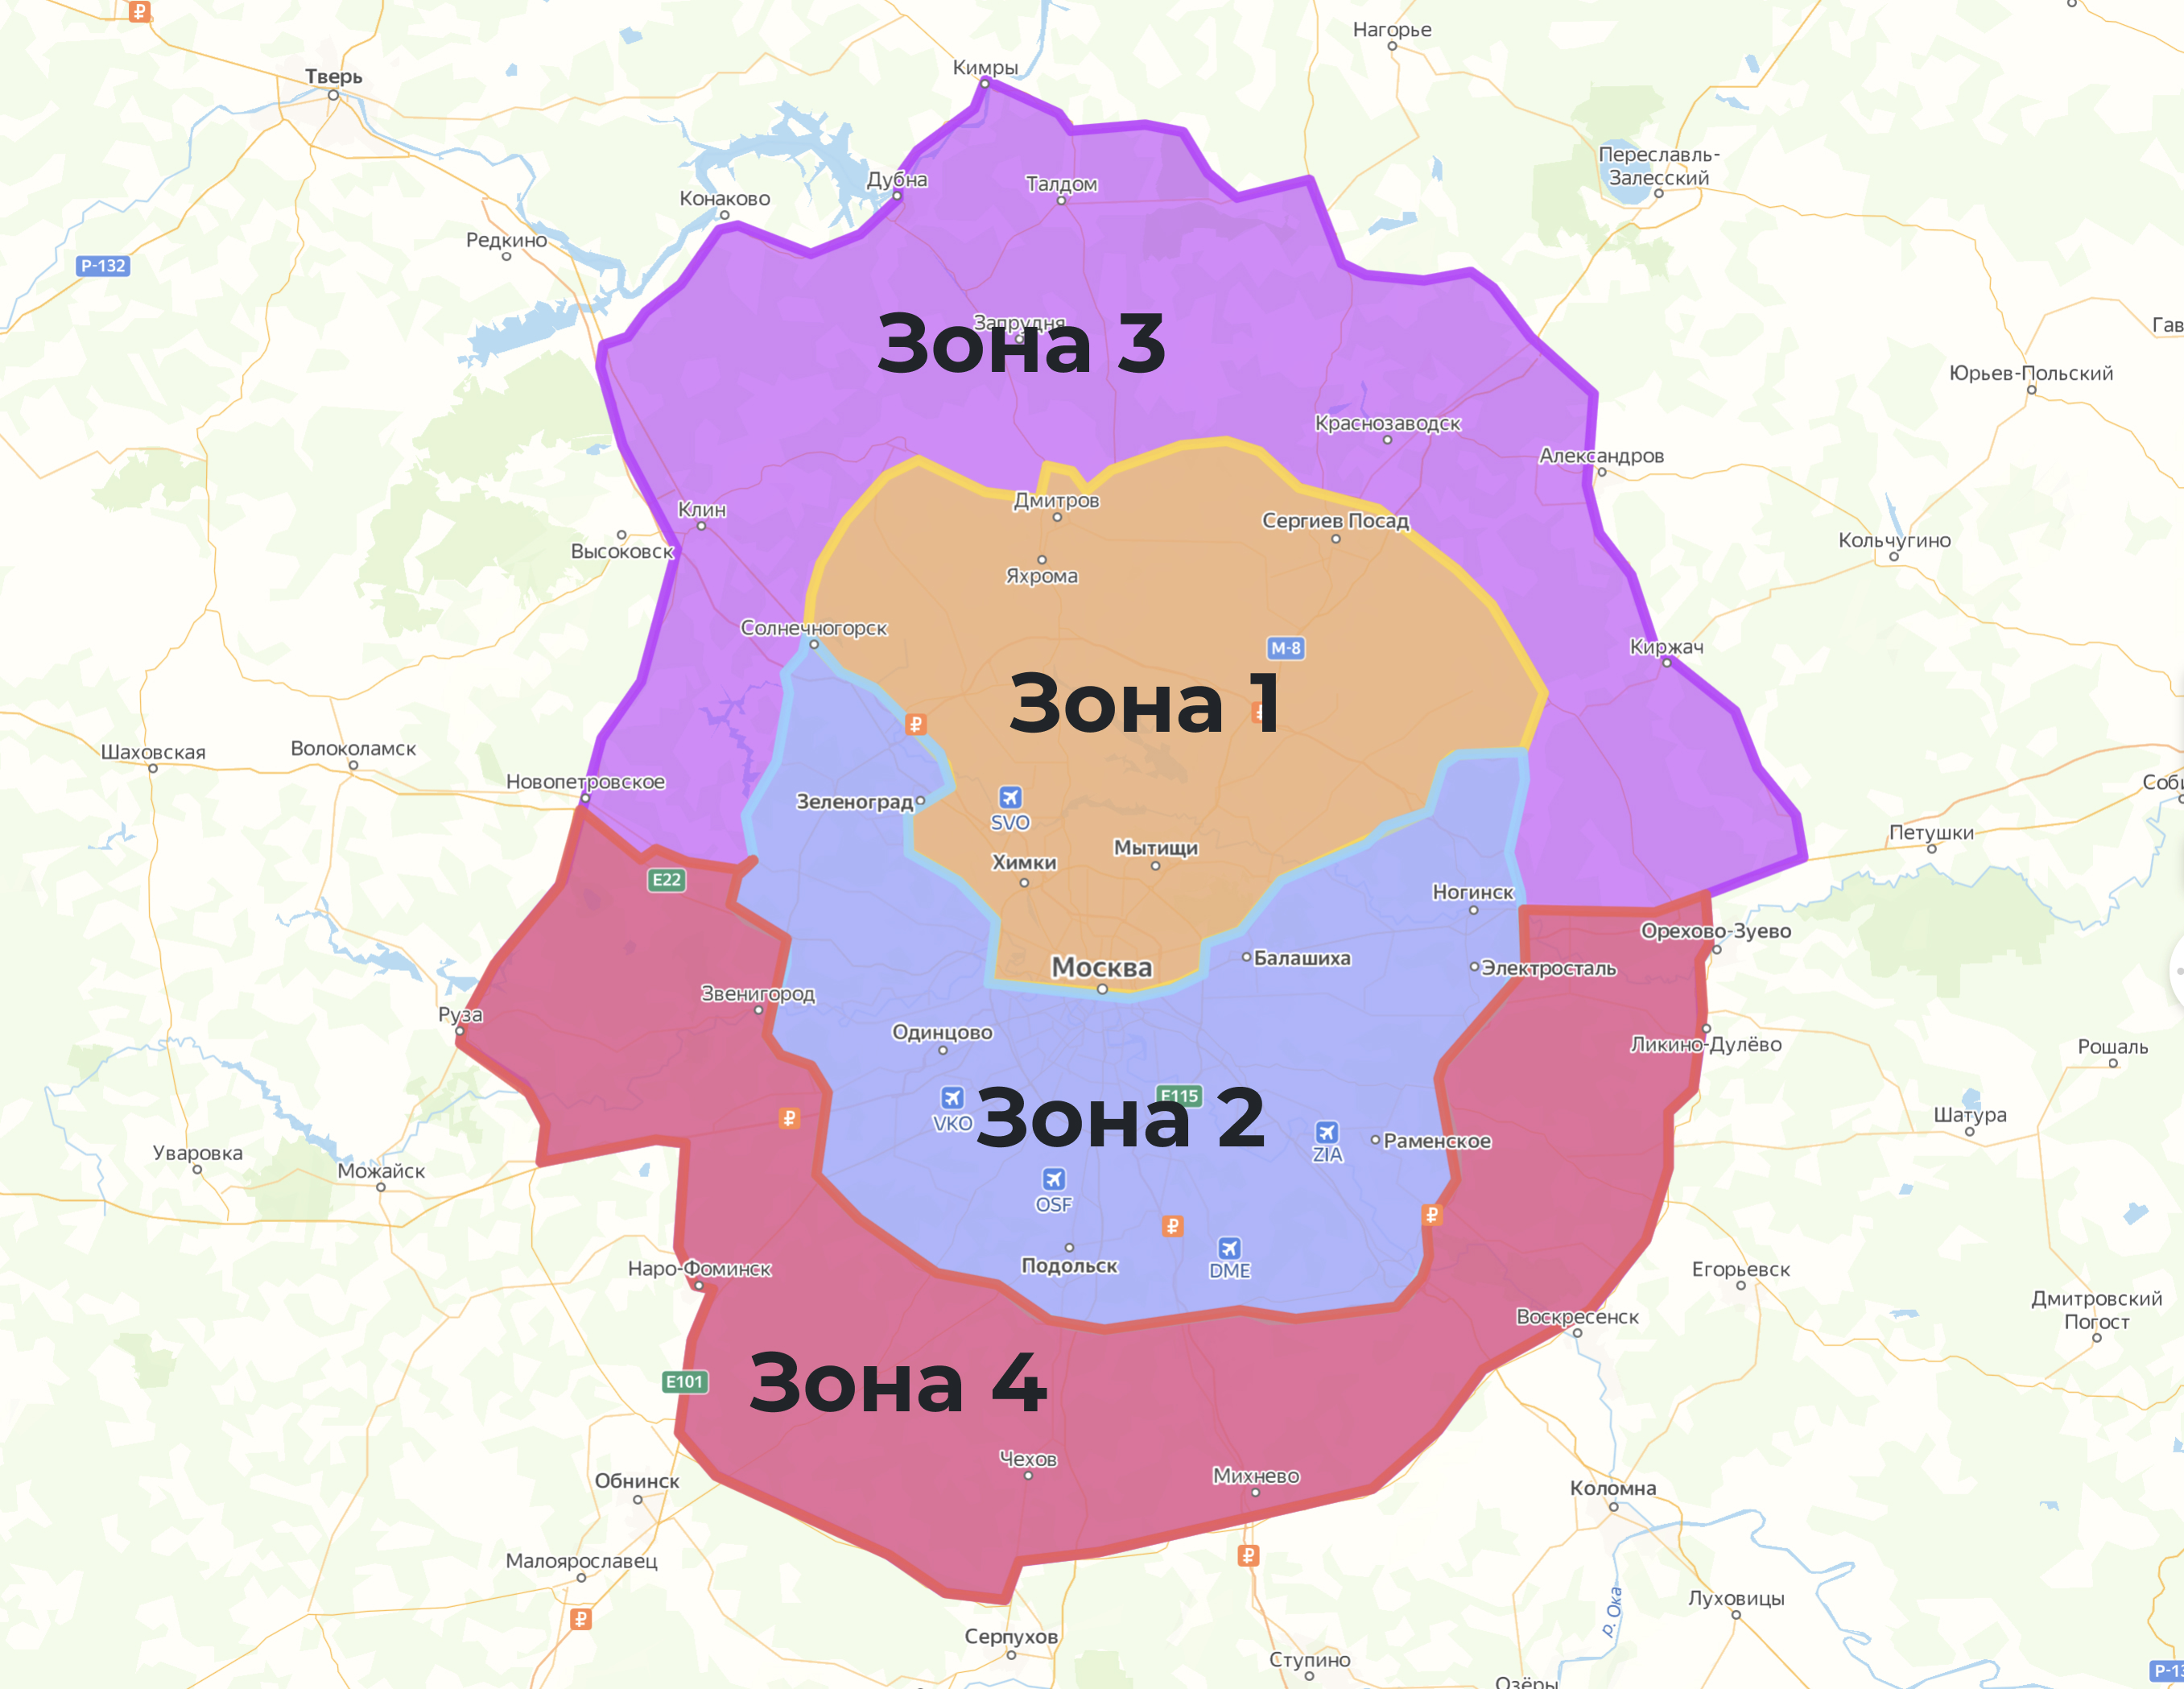 Нагорье
Кимры
Тверь
Переславль-
Залесский
Дубна
Талдом
Конаково
Редкино
Р-132
Запрудня
Зона 3
Юрьев-Польский
Краснозаводск
Александров
Клин
Дмитров
Сергиев Посад
Высоковск
Кольчугино
Яхрома
Солнечногорск
М-8
Киржач
Зона 1
Шаховская
Волоколамск
Новопетровское
Зеленоград
SVO
Петушки
Мытищи
Химки
E22
Ногинск
Орехово-Зуево
Москва
Балашиха
Электросталь
Звенигород
Руза
Одинцово
Ликино-Дулёво
Рошаль
E115
Зона 2
VKO
Шатура
ZIA
Раменское
Уваровка
Можайск
OSF
Подольск
DME
Наро-Фоминск
Егорьевск
Дмитровский
Погост
Воскресенск
E101
Зона 4
Чехов
Михнево
Обнинск
Коломна
Малоярославец
р. Ока
Луховицы
Серпухов
Ступино
Озёры